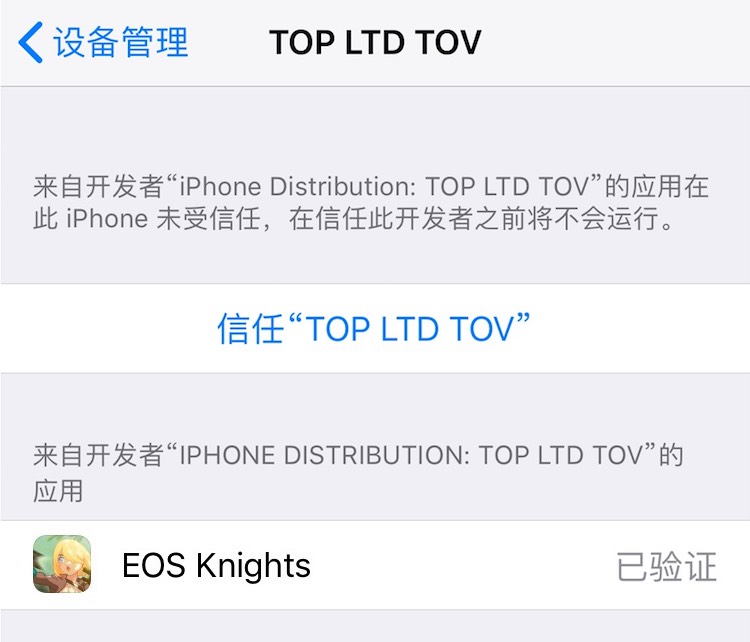 设备管理 TOP LTD TOV
来自开发者“iPhone Distribution: TOP LTD TOV”的应用在
此 iPhone 未受信任，在信任此开发者之前将不会运行。
信任“TOP LTD TOV”
来自开发者“IPHONE DISTRIBUTION: TOP LTD TOV”的
应用
EOS Knights 已验证